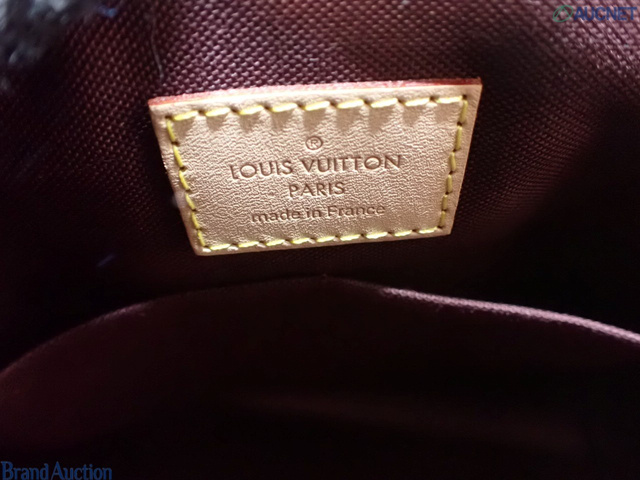 AUCNET
®
LOUIS VUITTON
PARIS
made in France
Brand Auction